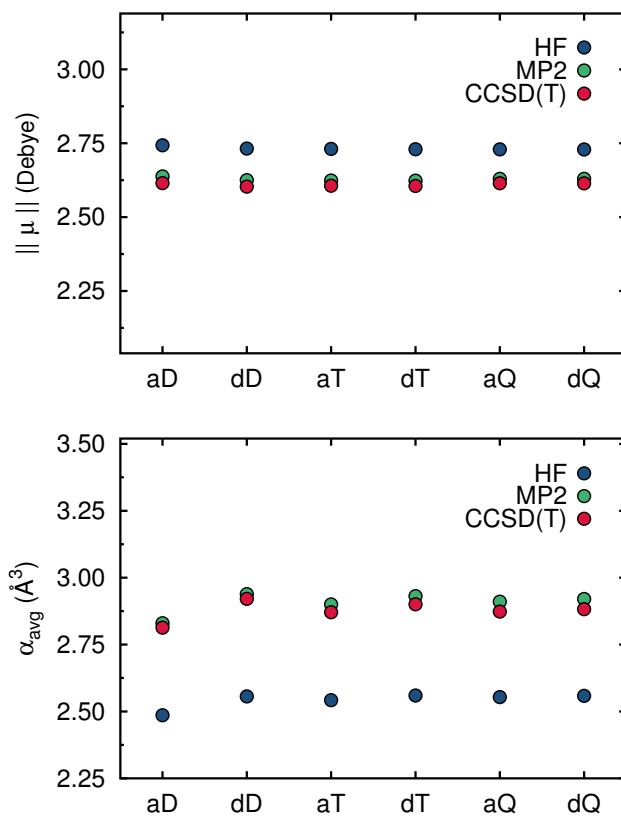 || μ || (Debye)
3.00
2.75
2.50
2.25
HF
MP2
CCSD(T)
aD dD aT dT aQ dQ
α_avg (Å³)
3.50
3.25
3.00
2.75
2.50
2.25
HF
MP2
CCSD(T)
aD dD aT dT aQ dQ